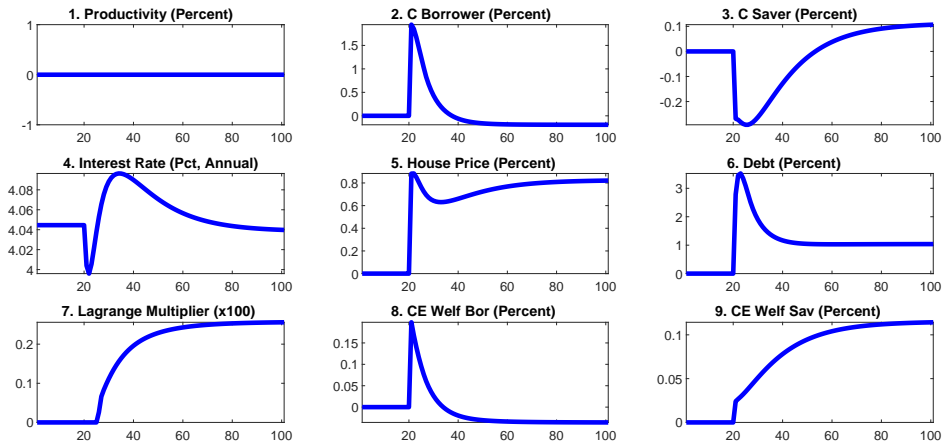 1. Productivity (Percent)
1
0
-1
20 40 60 80 100
2. C Borrower (Percent)
1.5
1
0.5
0
20 40 60 80 100
3. C Saver (Percent)
0.1
0
-0.1
-0.2
20 40 60 80 100
4. Interest Rate (Pct, Annual)
4.08
4.06
4.04
4.02
4
20 40 60 80 100
5. House Price (Percent)
0.8
0.6
0.4
0.2
0
20 40 60 80 100
6. Debt (Percent)
3
2
1
0
20 40 60 80 100
7. Lagrange Multiplier (x100)
0.2
0.1
0
20 40 60 80 100
8. CE Welf Bor (Percent)
0.15
0.1
0.05
0
20 40 60 80 100
9. CE Welf Sav (Percent)
0.1
0.05
0
20 40 60 80 100